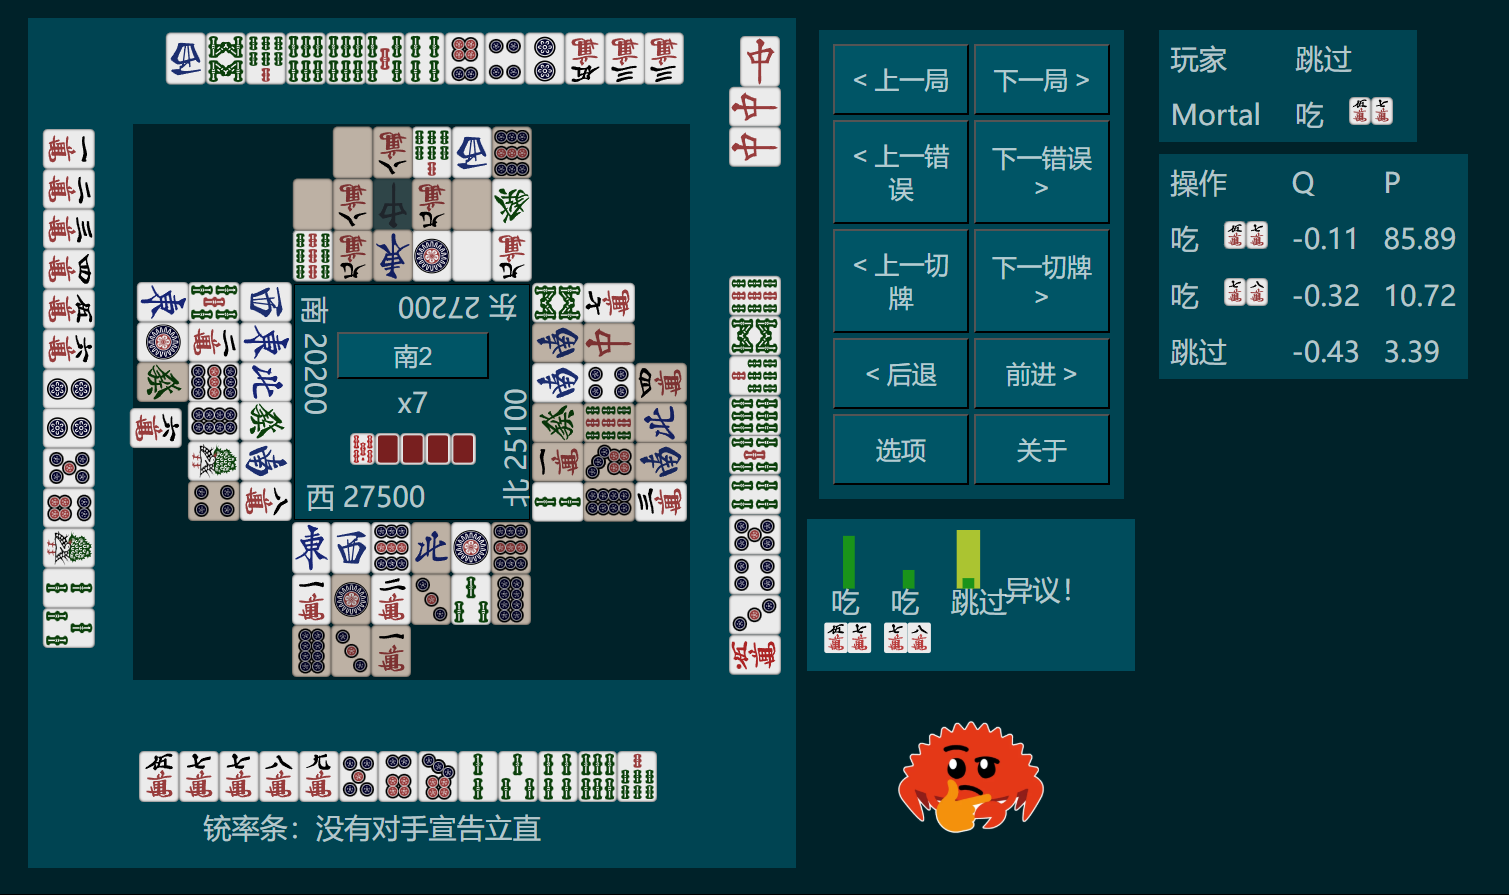 < 上一局
下一局 >
< 上一错误
下一错误 >
< 上一切牌
下一切牌 >
< 后退
前进 >
选项
关于
玩家 跳过
Mortal 吃
操作 Q P
吃 -0.11 85.89
吃 -0.32 10.72
跳过 -0.43 3.39
东 27200
南 20200
南2
x7
北 25100
西 27500
吃 吃 跳过 异议!
铳率条：没有对手宣告立直